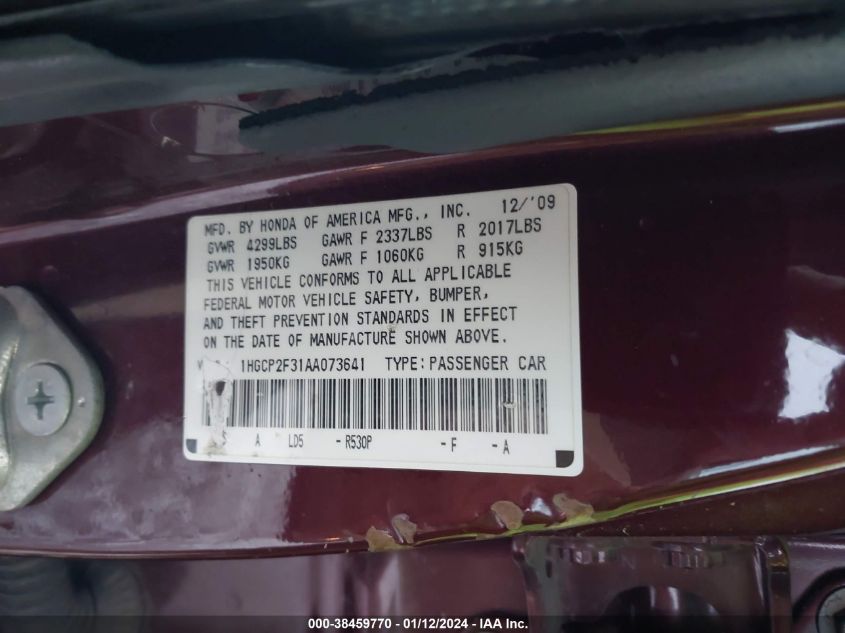 MFD. BY HONDA OF AMERICA MFG., INC. 12/'09
GVWR 4299LBS GAWR F 2337LBS R 2017LBS
GVWR 1950KG GAWR F 1060KG R 915KG
THIS VEHICLE CONFORMS TO ALL APPLICABLE
FEDERAL MOTOR VEHICLE SAFETY, BUMPER,
AND THEFT PREVENTION STANDARDS IN EFFECT
ON THE DATE OF MANUFACTURE SHOWN ABOVE.
1HGCP2F31AA073641 TYPE:PASSENGER CAR
S A LD5 -R530P -F -A
000-38459770 - 01/12/2024 - IAA Inc.